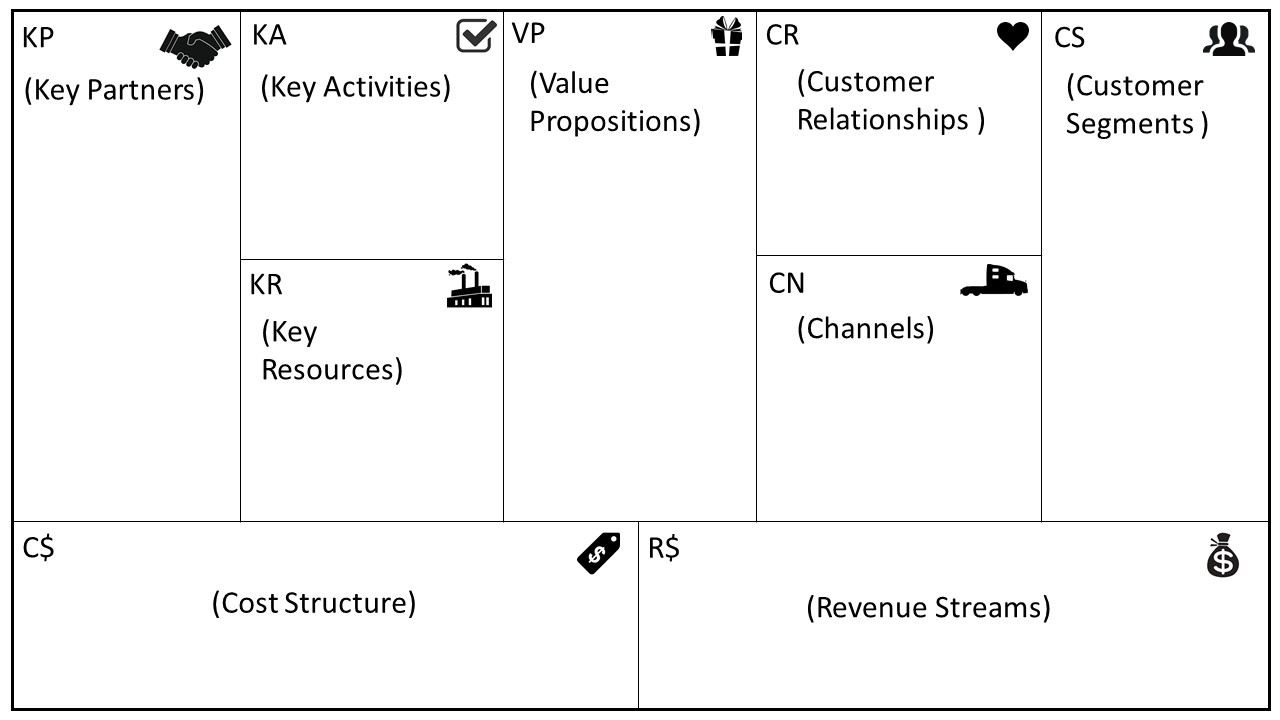 KP
(Key Partners)
KA
(Key Activities)
KR
(Key
Resources)
VP
(Value
Propositions)
CR
(Customer
Relationships )
CN
(Channels)
CS
(Customer
Segments )
C$
$
(Cost Structure)
R$
$
(Revenue Streams)